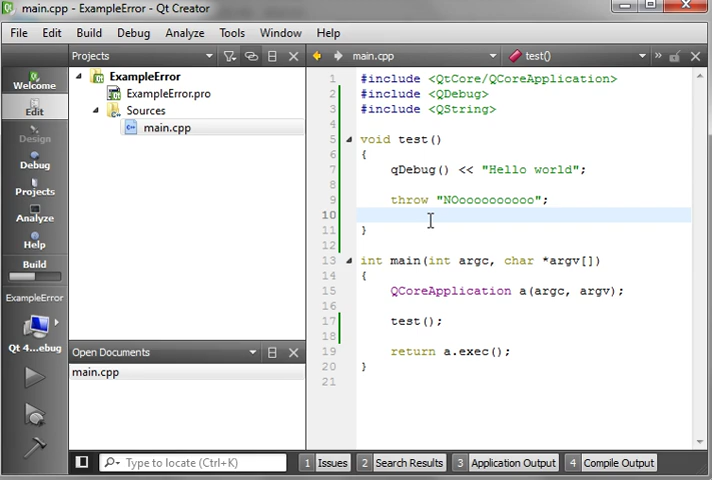 main.cpp - ExampleError - Qt Creator
File Edit Build Debug Analyze Tools Window Help
Projects
main.cpp
test()
Welcome
Edit
Design
Debug
Projects
Analyze
Help
Build
ExampleError
Qt 4...ebug
ExampleError
ExampleError.pro
Sources
main.cpp
Open Documents
main.cpp
1 #include <QtCore/QCoreApplication>
2 #include <QDebug>
3 #include <QString>
4
5 void test()
6 {
7 qDebug() << "Hello world";
8
9 throw "NOooooooooo";
10
11 }
12
13 int main(int argc, char *argv[])
14 {
15 QCoreApplication a(argc, argv);
16
17 test();
18
19 return a.exec();
20 }
21
Type to locate (Ctrl+K)
1 Issues
2 Search Results
3 Application Output
4 Compile Output